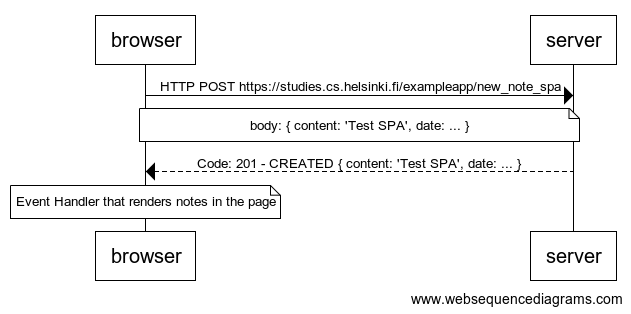 browser
server
HTTP POST https://studies.cs.helsinki.fi/exampleapp/new_note_spa
body: { content: 'Test SPA', date: ... }
Code: 201 - CREATED { content: 'Test SPA', date: ... }
Event Handler that renders notes in the page
browser
server
www.websequencediagrams.com